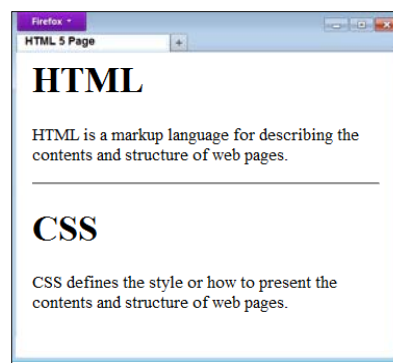 Firefox
HTML 5 Page
+
HTML
HTML is a markup language for describing the
contents and structure of web pages.
CSS
CSS defines the style or how to present the
contents and structure of web pages.